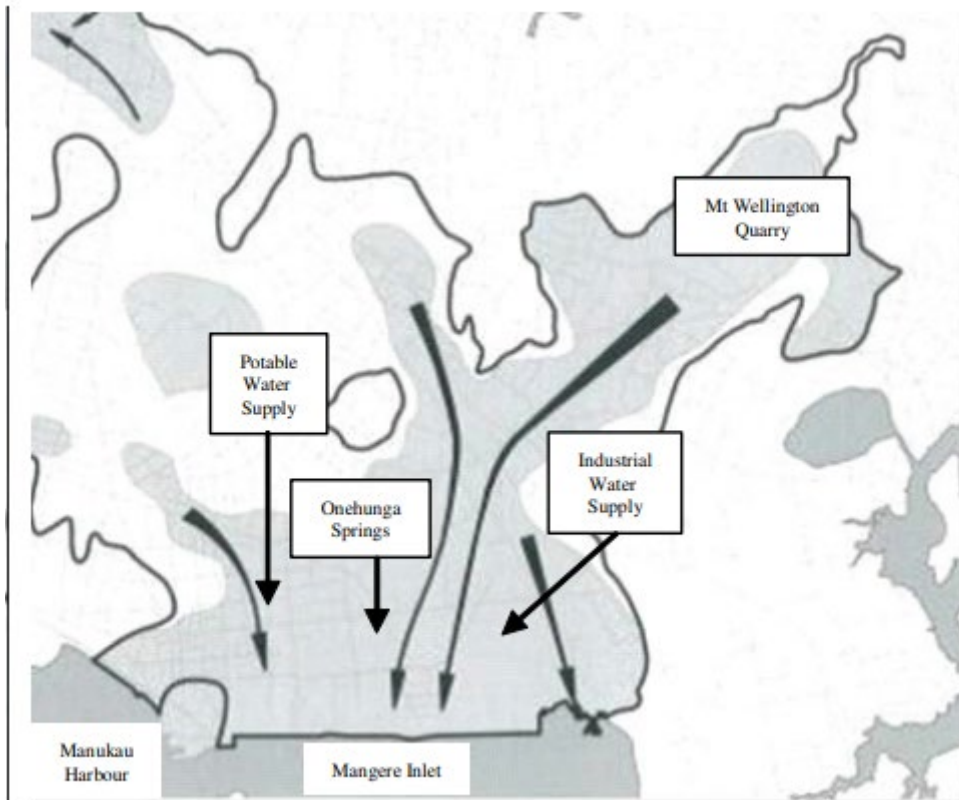 Mt Wellington
Quarry
Potable
Water
Supply
Industrial
Water
Supply
Onehunga
Springs
Manukau
Harbour
Mangere Inlet